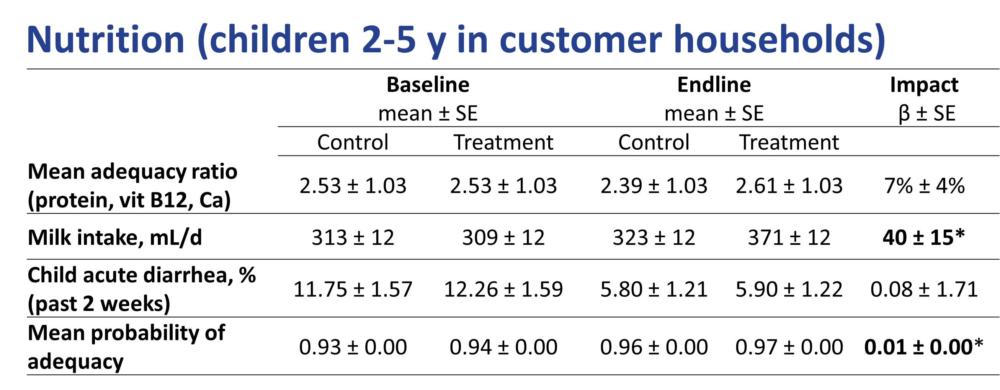 Nutrition (children 2-5 y in customer households)
Baseline Endline Impact
mean ± SE mean ± SE β ± SE
Control Treatment Control Treatment
Mean adequacy ratio
(protein, vit B12, Ca) 2.53 ± 1.03 2.53 ± 1.03 2.39 ± 1.03 2.61 ± 1.03 7% ± 4%
Milk intake, mL/d 313 ± 12 309 ± 12 323 ± 12 371 ± 12 40 ± 15*
Child acute diarrhea, %
(past 2 weeks) 11.75 ± 1.57 12.26 ± 1.59 5.80 ± 1.21 5.90 ± 1.22 0.08 ± 1.71
Mean probability of
adequacy 0.93 ± 0.00 0.94 ± 0.00 0.96 ± 0.00 0.97 ± 0.00 0.01 ± 0.00*